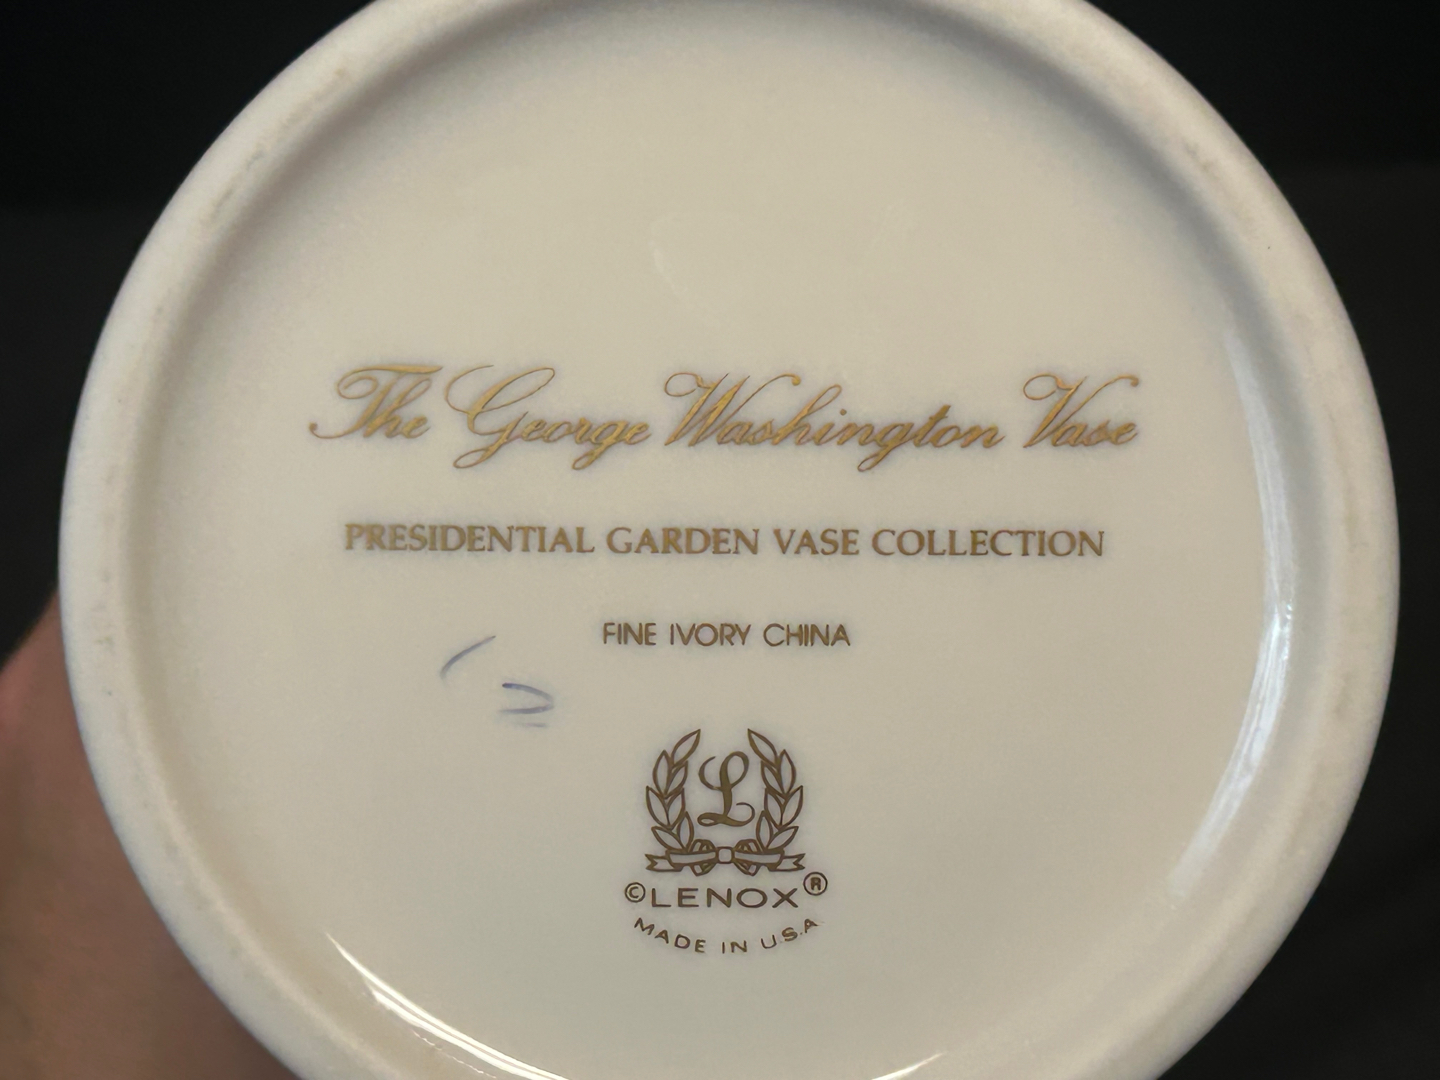 The George Washington Vase
PRESIDENTIAL GARDEN VASE COLLECTION
FINE IVORY CHINA
L
©LENOX®
MADE IN U.S.A.